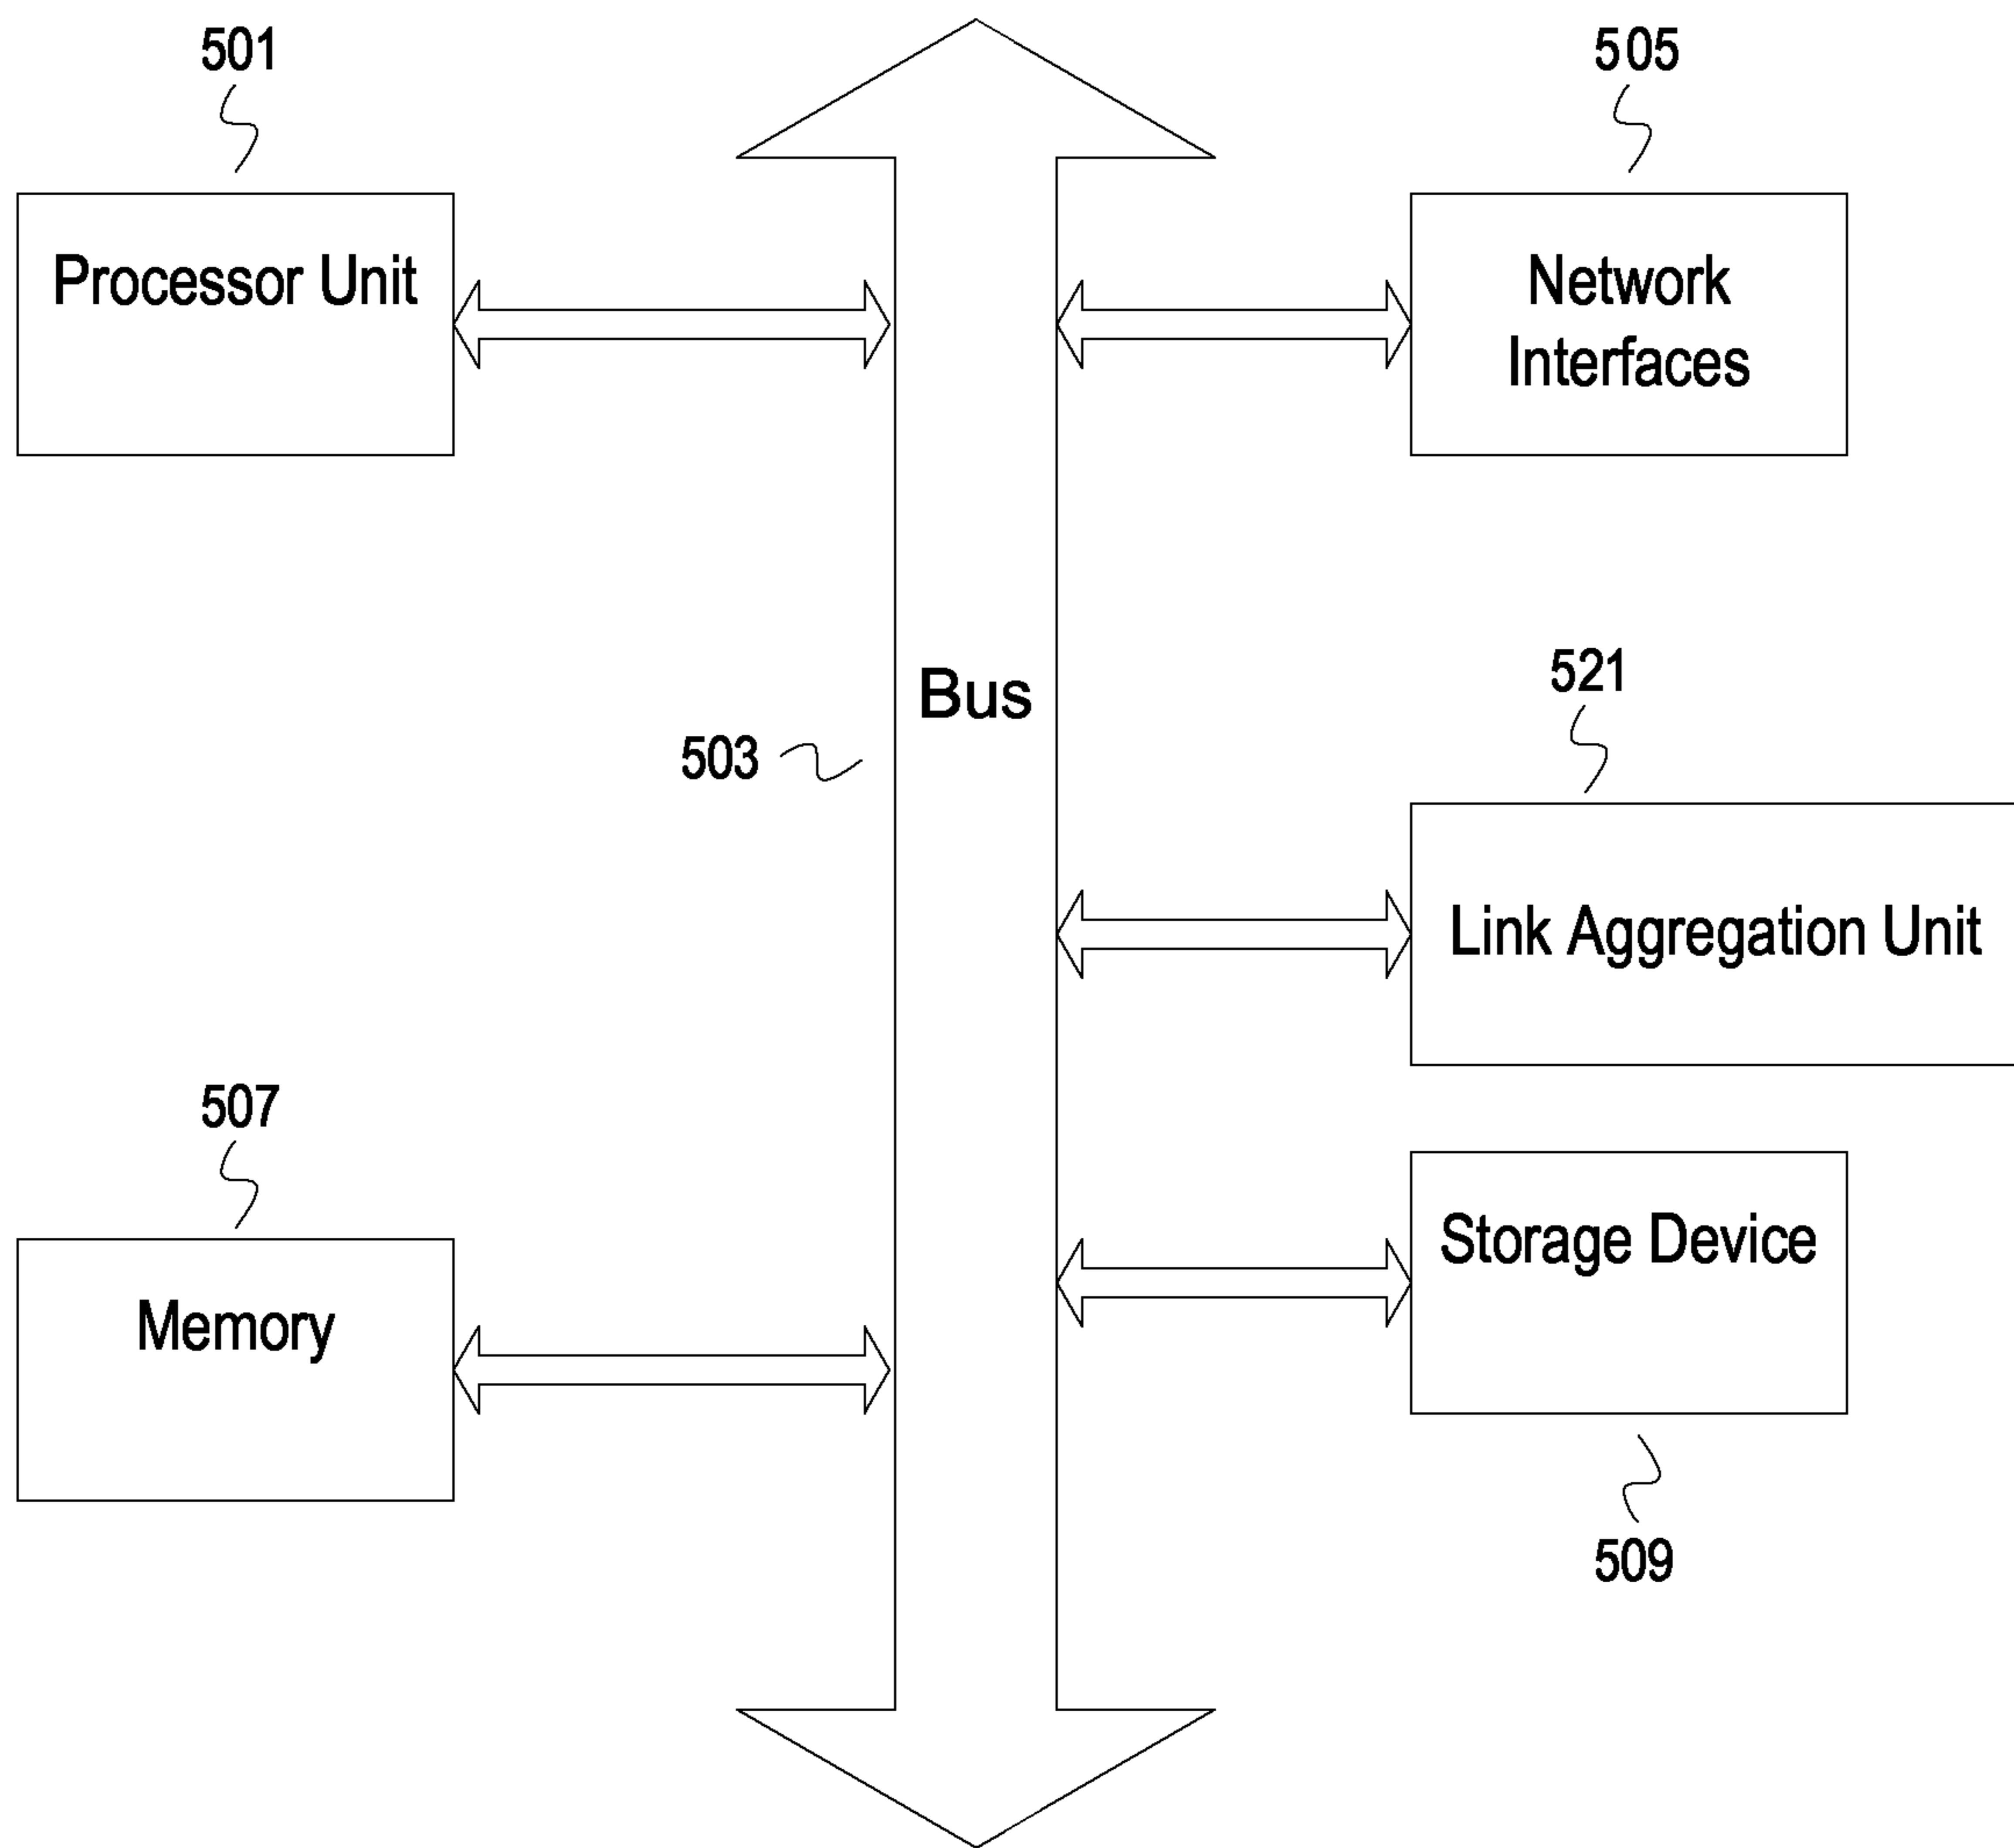 501
505
Processor Unit
Network
Interfaces
Bus
521
503
Link Aggregation Unit
507
Storage Device
Memory
509